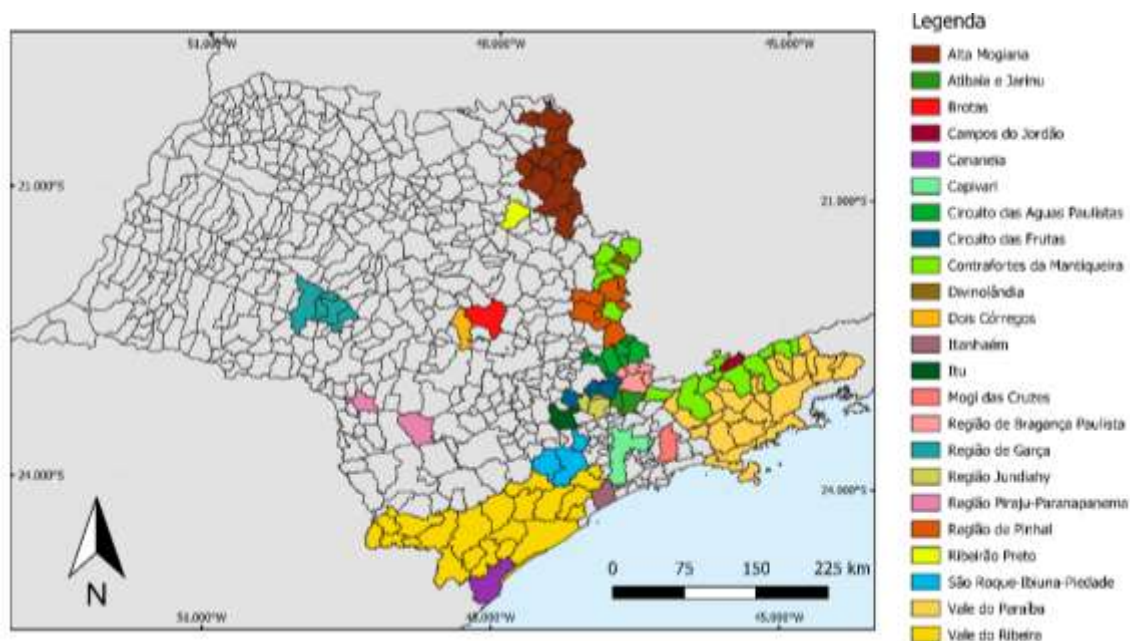 Legenda
51.000°W 48.000°W 45.000°W
Alta Mogiana
Atibaia e Jarinu
Brotas
Campos do Jordão
Cananeia
Capivari
21.000°S 21.000°S
Circuito das Aguas Paulistas
Circuito das Frutas
Contrafortes da Mantiqueira
Divinolândia
Dois Córregos
Itanhaém
Itu
Mogi das Cruzes
Região de Bragança Paulista
Região de Garça
Região Jundiahy
24.000°S 24.000°S
Região Piraju-Paranapanema
Região de Pinhal
Ribeirão Preto
0 75 150 225 km
São Roque-Ibiuna-Piedade
N
Vale do Paraíba
51.000°W 48.000°W 45.000°W
Vale do Ribeira